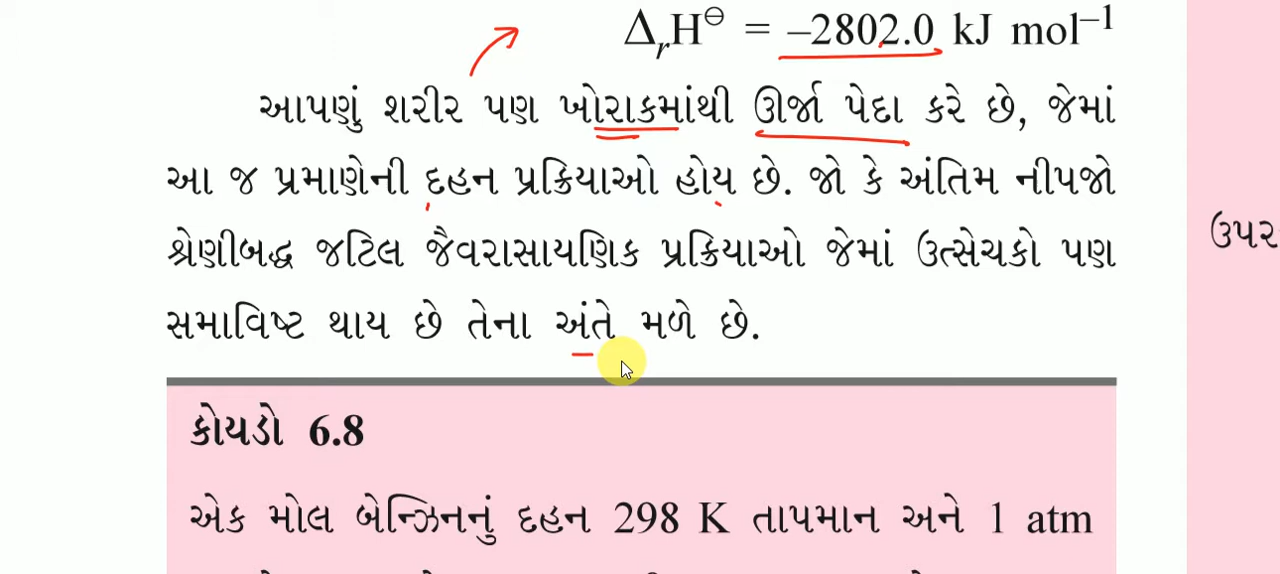 ΔᵣH⊖ = –2802.0 kJ mol⁻¹
આપણું શરીર પણ ખોરાકમાંથી ઊર્જા પેદા કરે છે, જેમાં
આ જ પ્રમાણેની દહન પ્રક્રિયાઓ હોય છે. જો કે અંતિમ નીપજો
શ્રેણીબદ્ધ જટિલ જૈવરાસાયણિક પ્રક્રિયાઓ જેમાં ઉત્સેચકો પણ
સમાવિષ્ટ થાય છે તેના અંતે મળે છે.
કોયડો 6.8
એક મોલ બેન્ઝિનનું દહન 298 K તાપમાન અને 1 atm
ઉપર